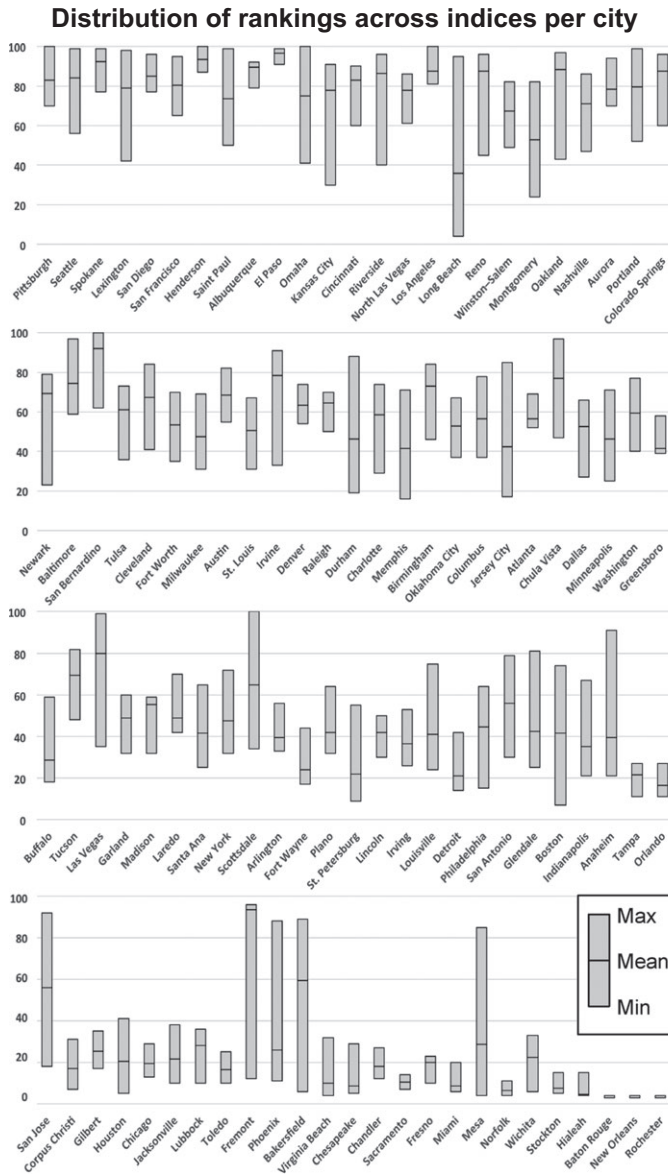 Distribution of rankings across indices per city
100
80
60
40
20
0
Pittsburgh
Seattle
Spokane
Lexington
San Diego
San Francisco
Henderson
Saint Paul
Albuquerque
El Paso
Omaha
Kansas City
Cincinnati
Riverside
North Las Vegas
Los Angeles
Long Beach
Reno
Winston–Salem
Montgomery
Oakland
Nashville
Aurora
Portland
Colorado Springs
100
80
60
40
20
0
Newark
Baltimore
San Bernardino
Tulsa
Cleveland
Fort Worth
Milwaukee
Austin
St. Louis
Irvine
Denver
Raleigh
Durham
Charlotte
Memphis
Birmingham
Oklahoma City
Columbus
Jersey City
Atlanta
Chula Vista
Dallas
Minneapolis
Washington
Greensboro
100
80
60
40
20
0
Buffalo
Tucson
Las Vegas
Garland
Madison
Laredo
Santa Ana
New York
Scottsdale
Arlington
Fort Wayne
Plano
St. Petersburg
Lincoln
Irving
Louisville
Detroit
Philadelphia
San Antonio
Glendale
Boston
Indianapolis
Anaheim
Tampa
Orlando
100
80
60
40
20
0
Max
Mean
Min
San Jose
Corpus Christi
Gilbert
Houston
Chicago
Jacksonville
Lubbock
Toledo
Fremont
Phoenix
Bakersfield
Virginia Beach
Chesapeake
Chandler
Sacramento
Fresno
Miami
Mesa
Norfolk
Wichita
Stockton
Hialeah
Baton Rouge
New Orleans
Rochester